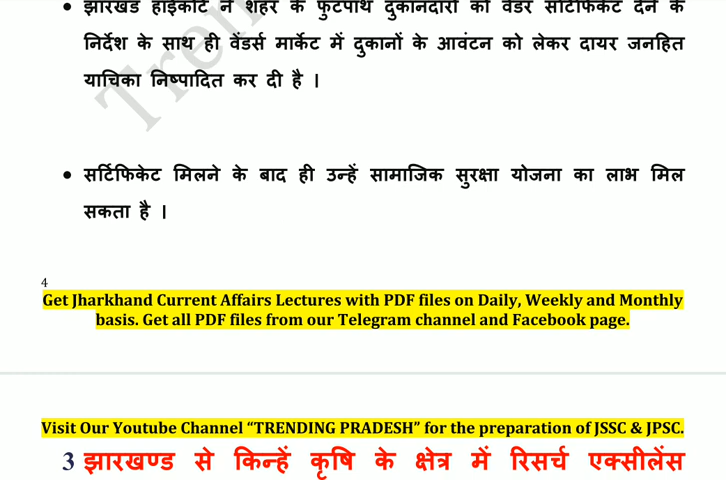 • झारखंड हाईकोर्ट ने शहर के फुटपाथ दुकानदारों को वेंडर सर्टिफिकेट देने के
निर्देश के साथ ही वेंडर्स मार्केट में दुकानों के आवंटन को लेकर दायर जनहित
याचिका निष्पादित कर दी है ।
• सर्टिफिकेट मिलने के बाद ही उन्हें सामाजिक सुरक्षा योजना का लाभ मिल
सकता है ।
4
Get Jharkhand Current Affairs Lectures with PDF files on Daily, Weekly and Monthly
basis. Get all PDF files from our Telegram channel and Facebook page.
Visit Our Youtube Channel “TRENDING PRADESH” for the preparation of JSSC & JPSC.
3 झारखण्ड से किन्हें कृषि के क्षेत्र में रिसर्च एक्सीलेंस